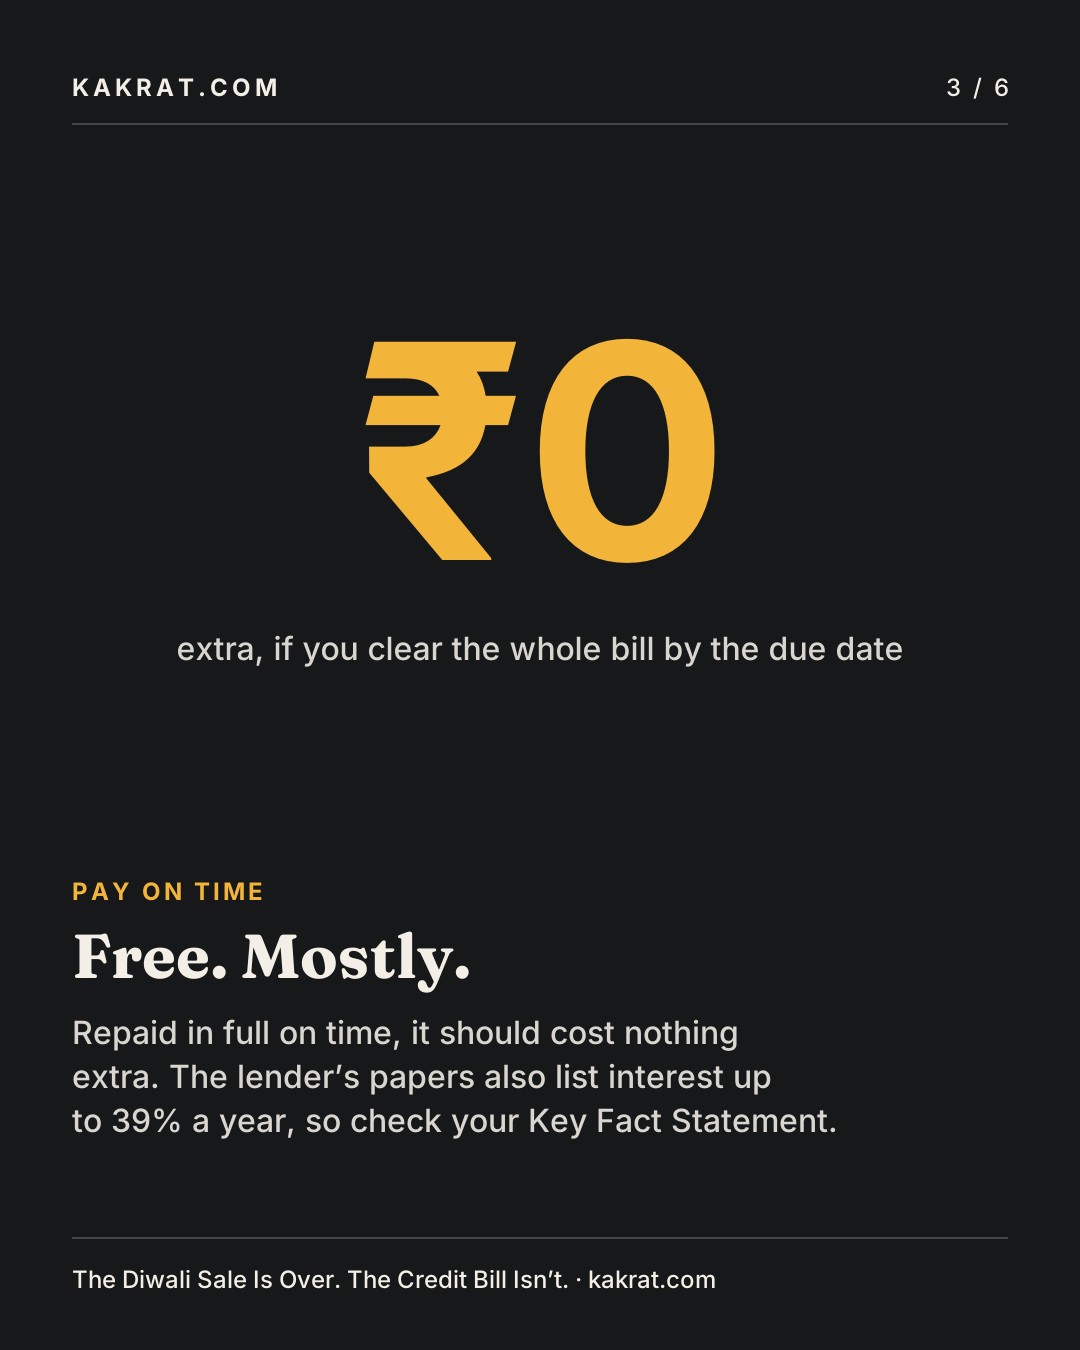 KAKRAT.COM
3 / 6
₹0
extra, if you clear the whole bill by the due date
PAY ON TIME
Free. Mostly.
Repaid in full on time, it should cost nothing
extra. The lender’s papers also list interest up
to 39% a year, so check your Key Fact Statement.
The Diwali Sale Is Over. The Credit Bill Isn’t. · kakrat.com